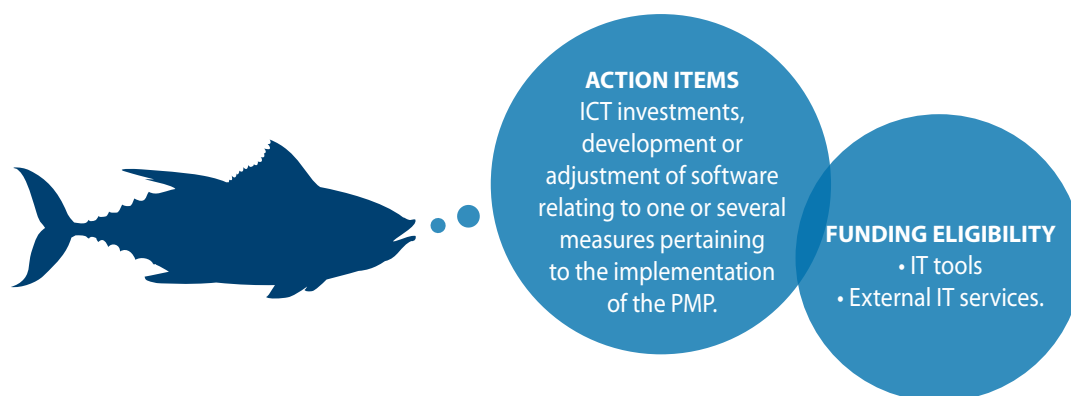 ACTION ITEMS
ICT investments,
development or
adjustment of software
relating to one or several
measures pertaining
to the implementation
of the PMP.
FUNDING ELIGIBILITY
• IT tools
• External IT services.